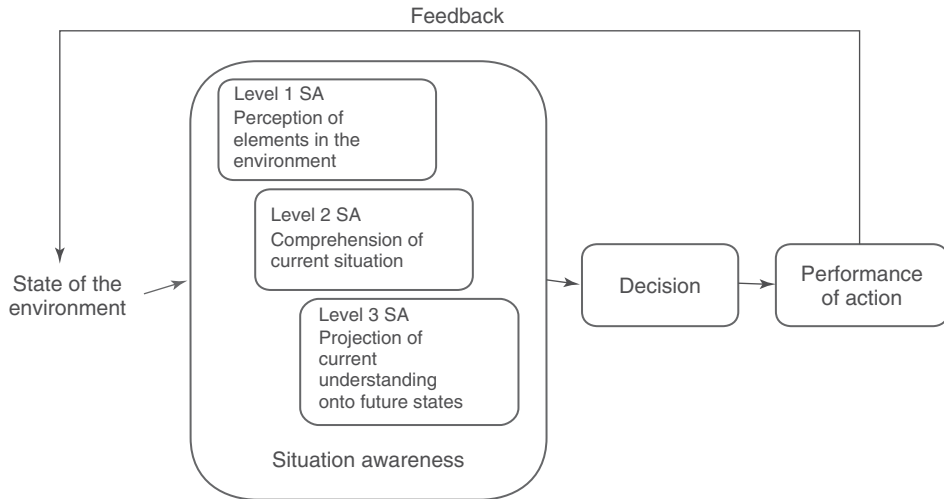 Feedback
Level 1 SA
Perception of
elements in the
environment
Level 2 SA
Comprehension of
current situation
State of the
environment
Decision
Performance
of action
Level 3 SA
Projection of
current
understanding
onto future states
Situation awareness